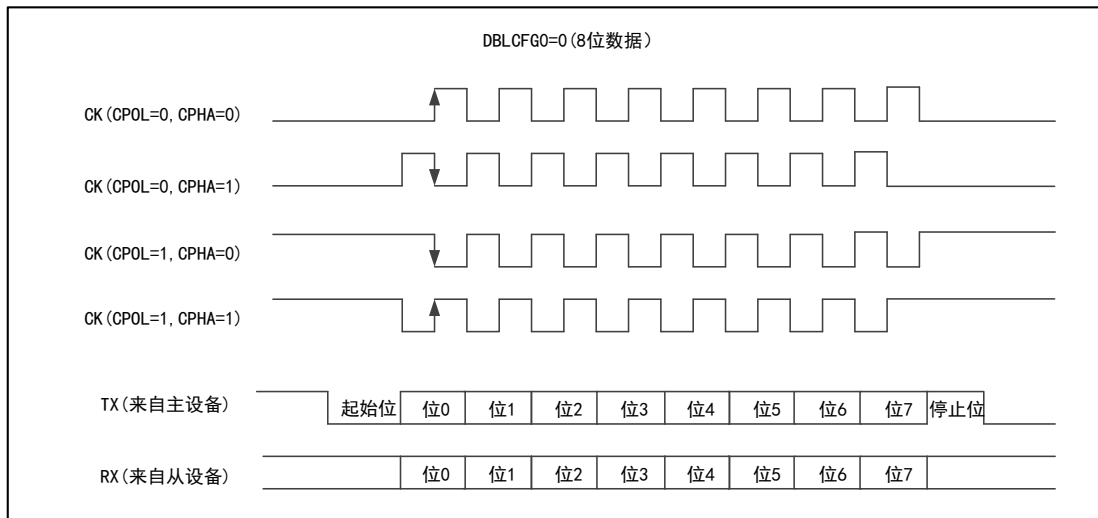 DBLCFG0=0(8位数据)
CK(CPOL=0,CPHA=0)
CK(CPOL=0,CPHA=1)
CK(CPOL=1,CPHA=0)
CK(CPOL=1,CPHA=1)
TX(来自主设备) 起始位 位0 位1 位2 位3 位4 位5 位6 位7 停止位
RX(来自从设备) 位0 位1 位2 位3 位4 位5 位6 位7